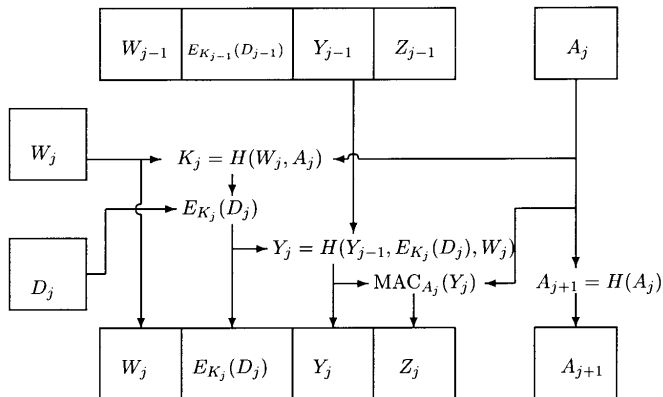 W_{j−1} E_{K_{j−1}}(D_{j−1}) Y_{j−1} Z_{j−1} A_j
W_j K_j = H(W_j, A_j)
E_{K_j}(D_j)
Y_j = H(Y_{j−1}, E_{K_j}(D_j), W_j)
D_j MAC_{A_j}(Y_j) A_{j+1} = H(A_j)
W_j E_{K_j}(D_j) Y_j Z_j A_{j+1}